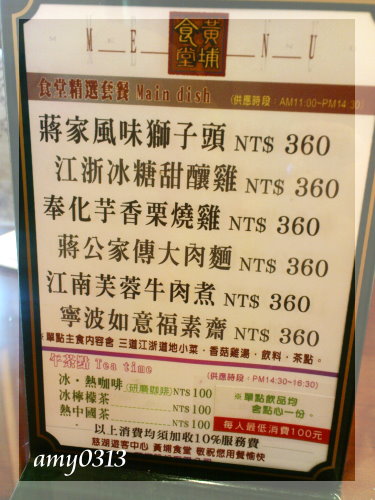 MENU
黃埔食堂
食堂精選套餐 Main dish (供應時段：AM11:00~PM14:30)
蔣家風味獅子頭 NT$ 360
江浙冰糖甜釀雞 NT$ 360
奉化芋香栗燒雞 NT$ 360
蔣公家傳大肉麵 NT$ 360
江南芙蓉牛肉煮 NT$ 360
寧波如意福素齋 NT$ 360
※單點主食內容含 三道江浙道地小菜．香菇雞湯．飲料．茶點。
午茶點 Tea time (供應時段：PM14:30~16:30)
冰．熱咖啡(研磨咖啡) NT$ 100
冰檸檬茶 NT$ 100
熱中國茶 NT$ 100
※單點飲品均含點心一份。
每人最低消費100元
以上消費均須加收10%服務費
慈湖遊客中心 黃埔食堂 敬祝您用餐愉快
amy0313